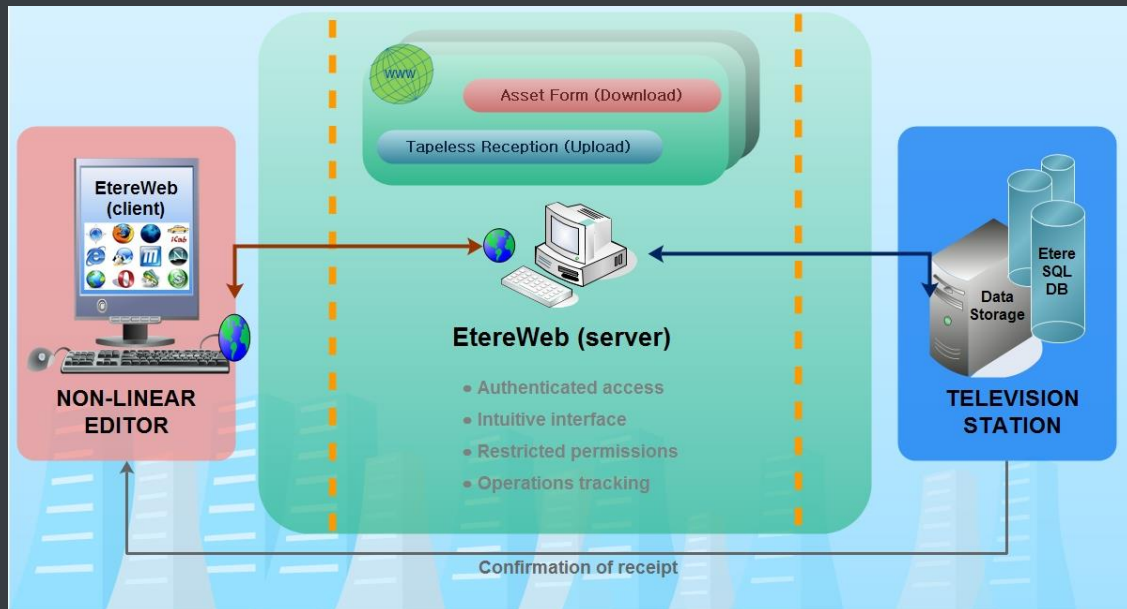 www
Asset Form (Download)
Tapeless Reception (Upload)
EtereWeb
(client)
iCab
NON-LINEAR
EDITOR
EtereWeb (server)
• Authenticated access
• Intuitive interface
• Restricted permissions
• Operations tracking
Etere
SQL
DB
Data
Storage
TELEVISION
STATION
Confirmation of receipt